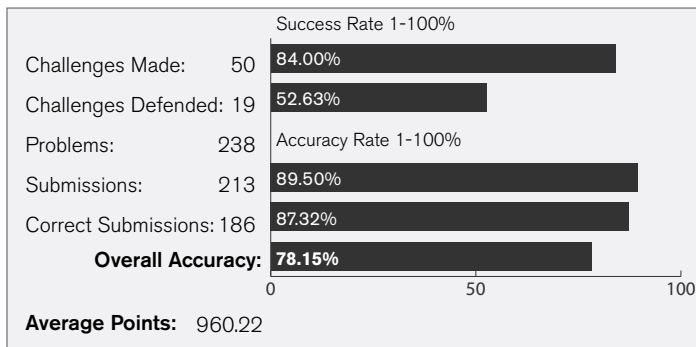 Success Rate 1-100%
Challenges Made: 50 84.00%
Challenges Defended: 19 52.63%
Problems: 238 Accuracy Rate 1-100%
Submissions: 213 89.50%
Correct Submissions: 186 87.32%
Overall Accuracy: 78.15%
0 50 100
Average Points: 960.22